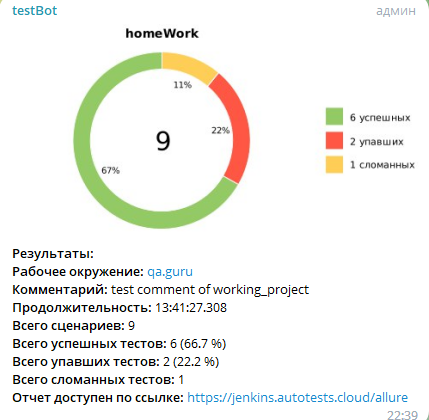 testBot админ
homeWork
11%
22%
67%
9
6 успешных
2 упавших
1 сломанных
Результаты:
Рабочее окружение: qa.guru
Комментарий: test comment of working_project
Продолжительность: 13:41:27.308
Всего сценариев: 9
Всего успешных тестов: 6 (66.7 %)
Всего упавших тестов: 2 (22.2 %)
Всего сломанных тестов: 1
Отчет доступен по ссылке: https://jenkins.autotests.cloud/allure
22:39